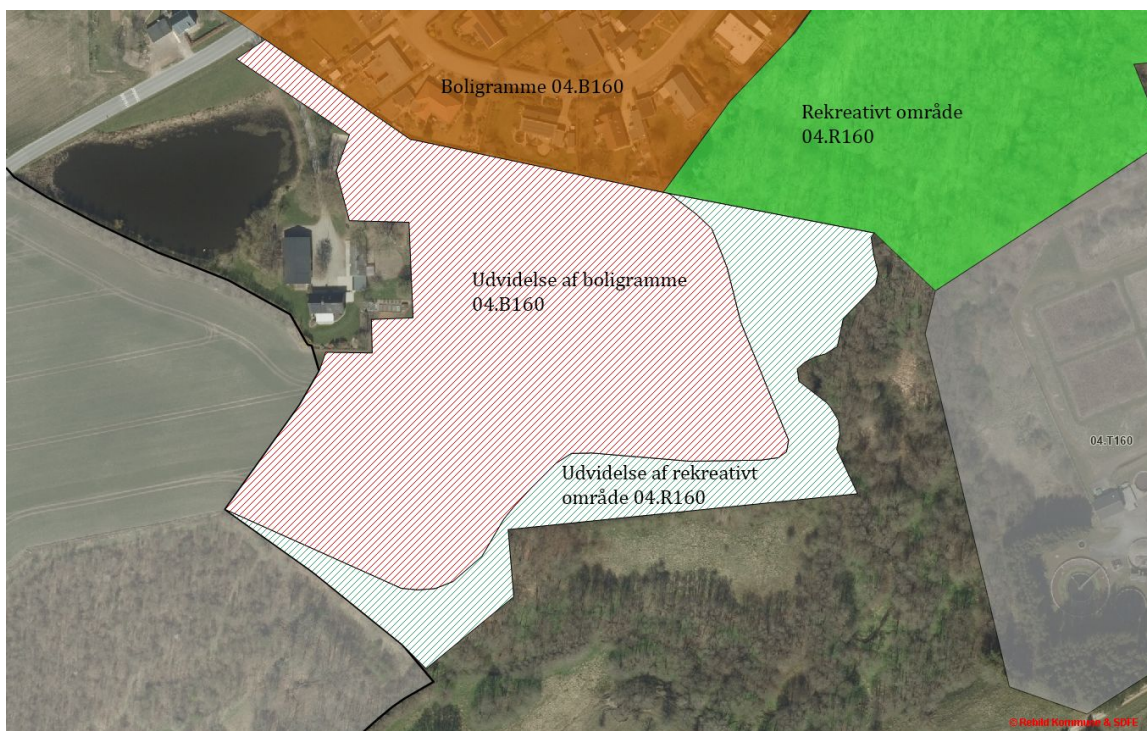 Boligramme 04.B160
Rekreativt område
04.R160
Udvidelse af boligramme
04.B160
04.T160
Udvidelse af rekreativt
område 04.R160
© Rebild Kommune & SDFE